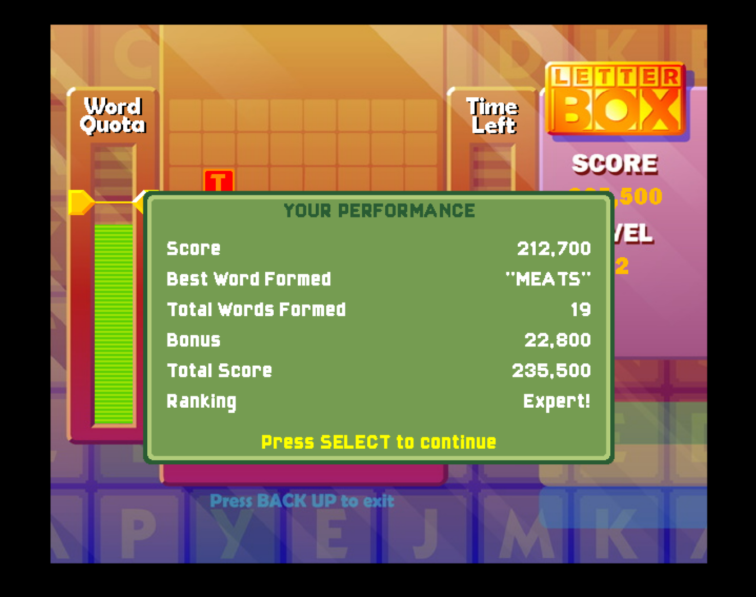 Word
Quota
Time
Left
LETTER
BOX
SCORE
T
YOUR PERFORMANCE
Score 212,700
Best Word Formed "MEATS"
Total Words Formed 19
Bonus 22,800
Total Score 235,500
Ranking Expert!
Press SELECT to continue
Press BACK UP to exit
P Y E J M K